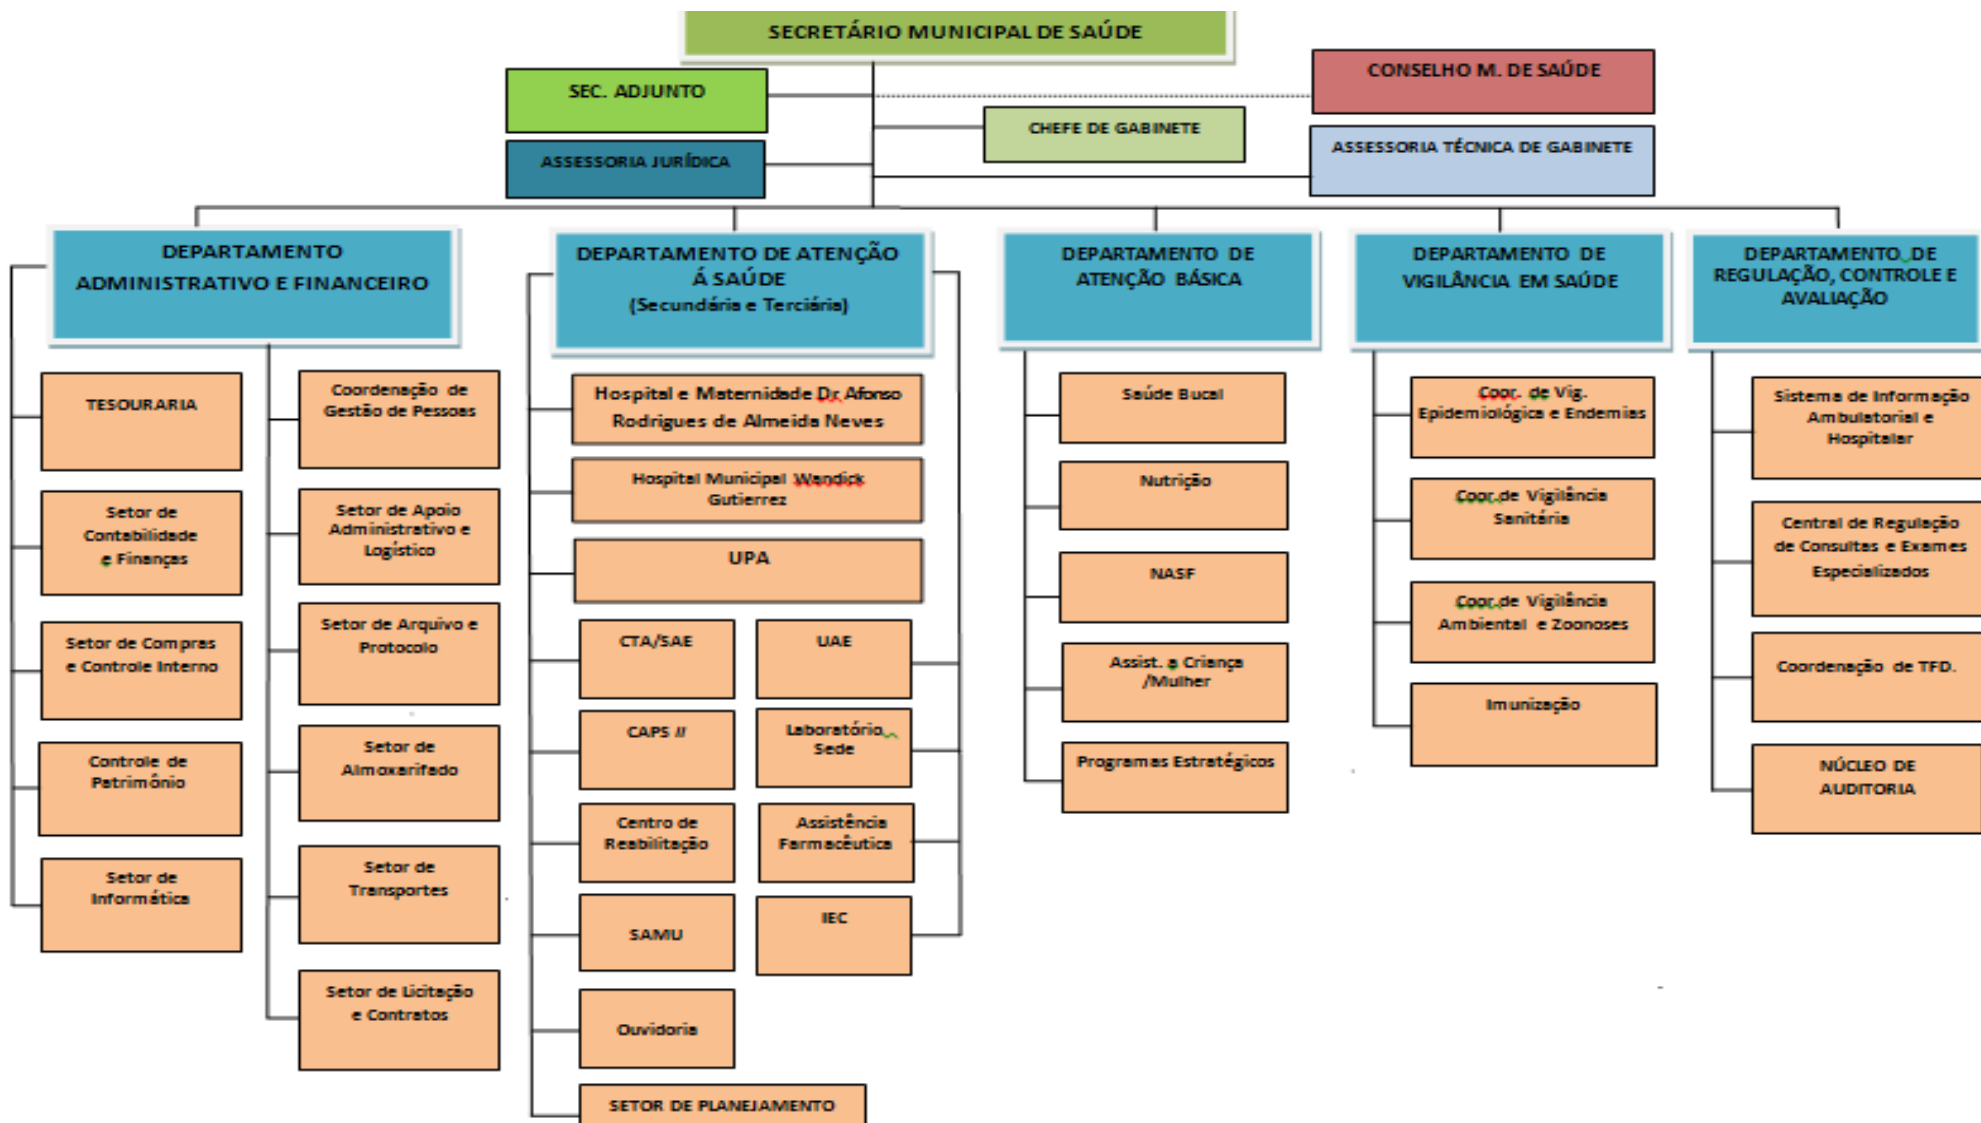 SECRETÁRIO MUNICIPAL DE SAÚDE
SEC. ADJUNTO
CONSELHO M. DE SAÚDE
CHEFE DE GABINETE
ASSESSORIA JURÍDICA
ASSESSORIA TÉCNICA DE GABINETE
DEPARTAMENTO
ADMINISTRATIVO E FINANCEIRO
TESOURARIA
Setor de
Contabilidade
e Finanças
Setor de Compras
e Controle Interno
Controle de
Patrimônio
Setor de
Informática
Coordenação de
Gestão de Pessoas
Setor de Apoio
Administrativo e
Logístico
Setor de Arquivo e
Protocolo
Setor de
Almoxarifado
Setor de
Transportes
Setor de Licitação
e Contratos
DEPARTAMENTO DE ATENÇÃO
Á SAÚDE
(Secundária e Terciária)
Hospital e Maternidade Dr. Afonso
Rodrigues de Almeida Neves
Hospital Municipal Wandick
Gutierrez
UPA
CTA/SAE
CAPS II
Centro de
Reabilitação
SAMU
Ouvidoria
SETOR DE PLANEJAMENTO
UAE
Laboratório
Sede
Assistência
Farmacêutica
IEC
DEPARTAMENTO DE
ATENÇÃO BÁSICA
Saúde Bucal
Nutrição
NASF
Assist. a Criança
/Mulher
Programas Estratégicos
DEPARTAMENTO DE
VIGILÂNCIA EM SAÚDE
Coor. de Vig.
Epidemiológica e Endemias
Coor.de Vigilância
Sanitária
Coor.de Vigilância
Ambiental e Zoonoses
Imunização
DEPARTAMENTO DE
REGULAÇÃO, CONTROLE E
AVALIAÇÃO
Sistema de Informação
Ambulatorial e
Hospitalar
Central de Regulação
de Consultas e Exames
Especializados
Coordenação de TFD.
NÚCLEO DE
AUDITORIA